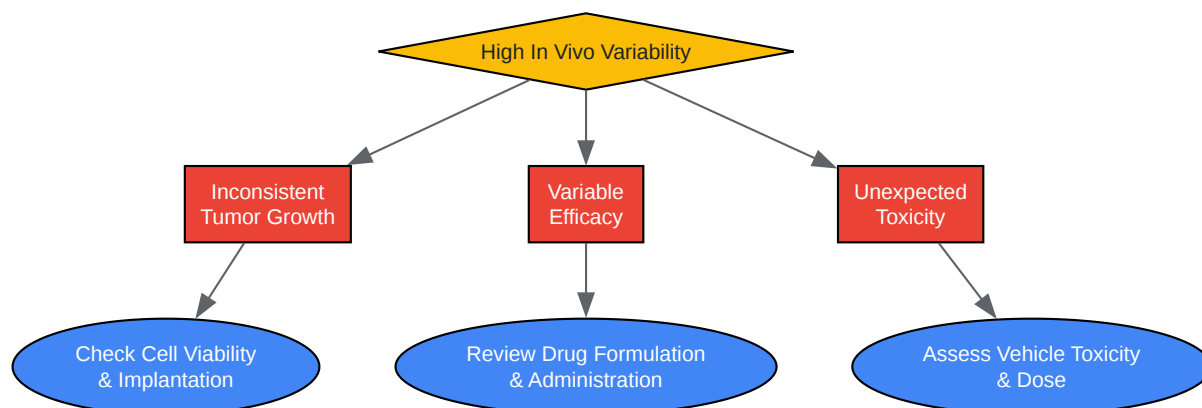 High In Vivo Variability
Inconsistent
Tumor Growth
Variable
Efficacy
Unexpected
Toxicity
Check Cell Viability
& Implantation
Review Drug Formulation
& Administration
Assess Vehicle Toxicity
& Dose